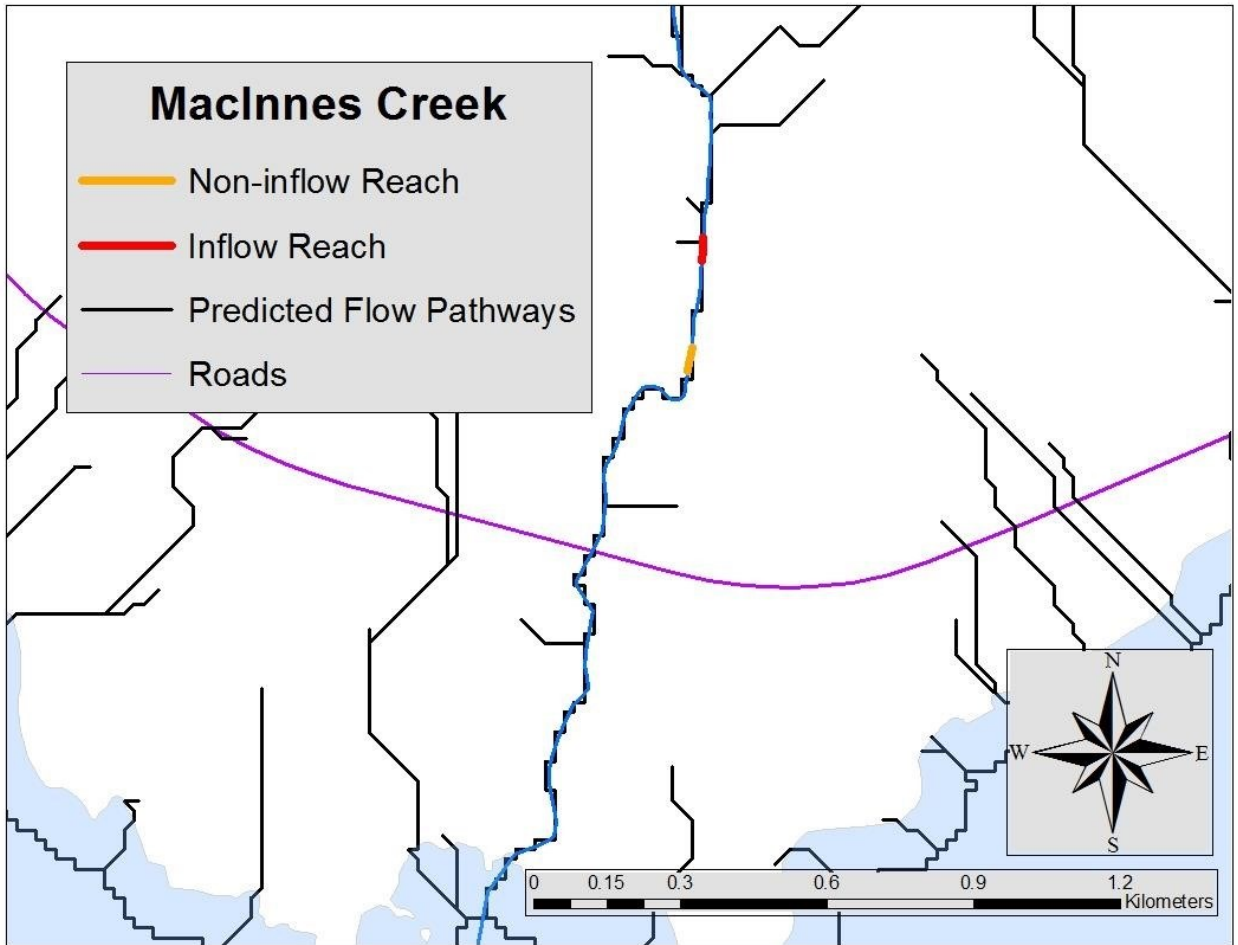 MacInnes Creek
Non-inflow Reach
Inflow Reach
Predicted Flow Pathways
Roads
N
W E
S
0 0.15 0.3 0.6 0.9 1.2
Kilometers